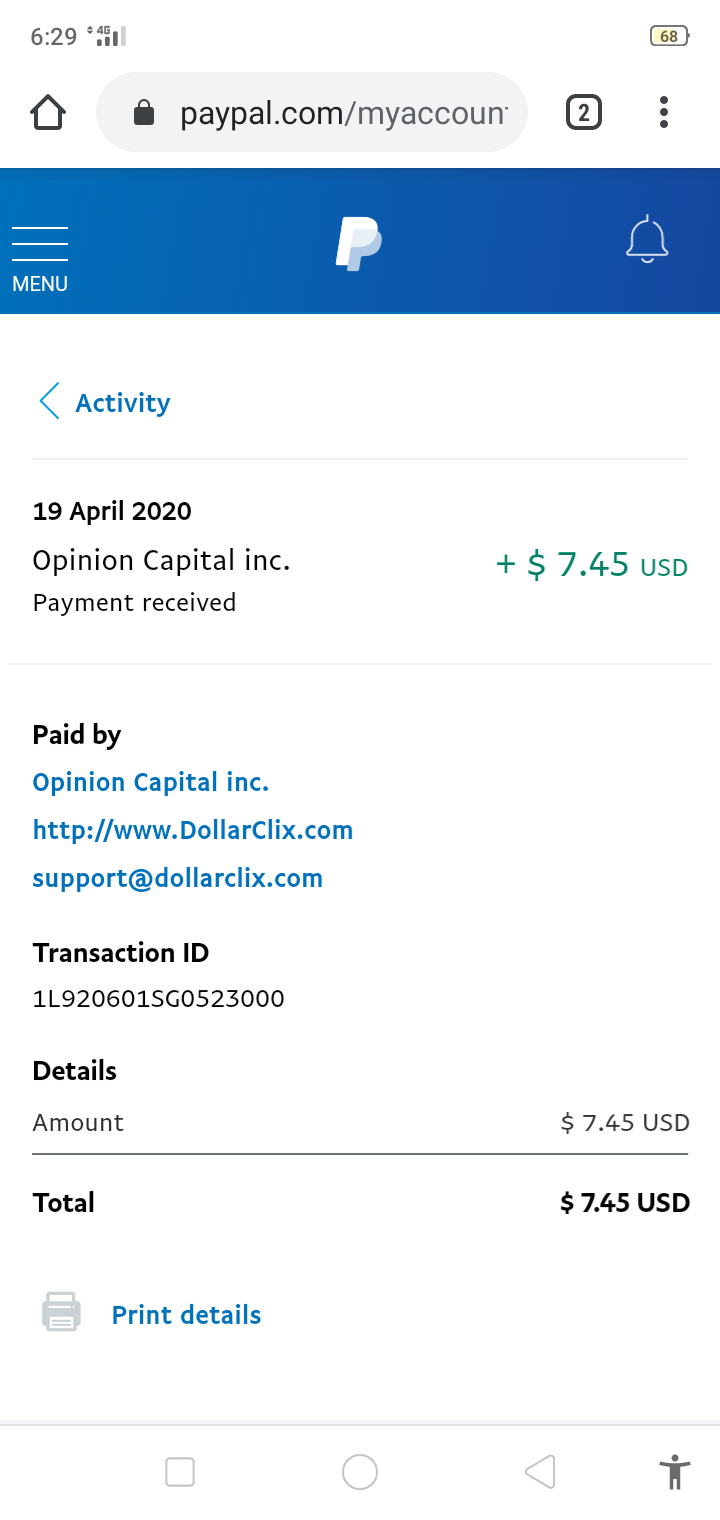 6:29 4G 68
paypal.com/myaccoun
2
MENU
Activity
19 April 2020
Opinion Capital inc.
+ $ 7.45 USD
Payment received
Paid by
Opinion Capital inc.
http://www.DollarClix.com
support@dollarclix.com
Transaction ID
1L920601SG0523000
Details
Amount $ 7.45 USD
Total $ 7.45 USD
Print details